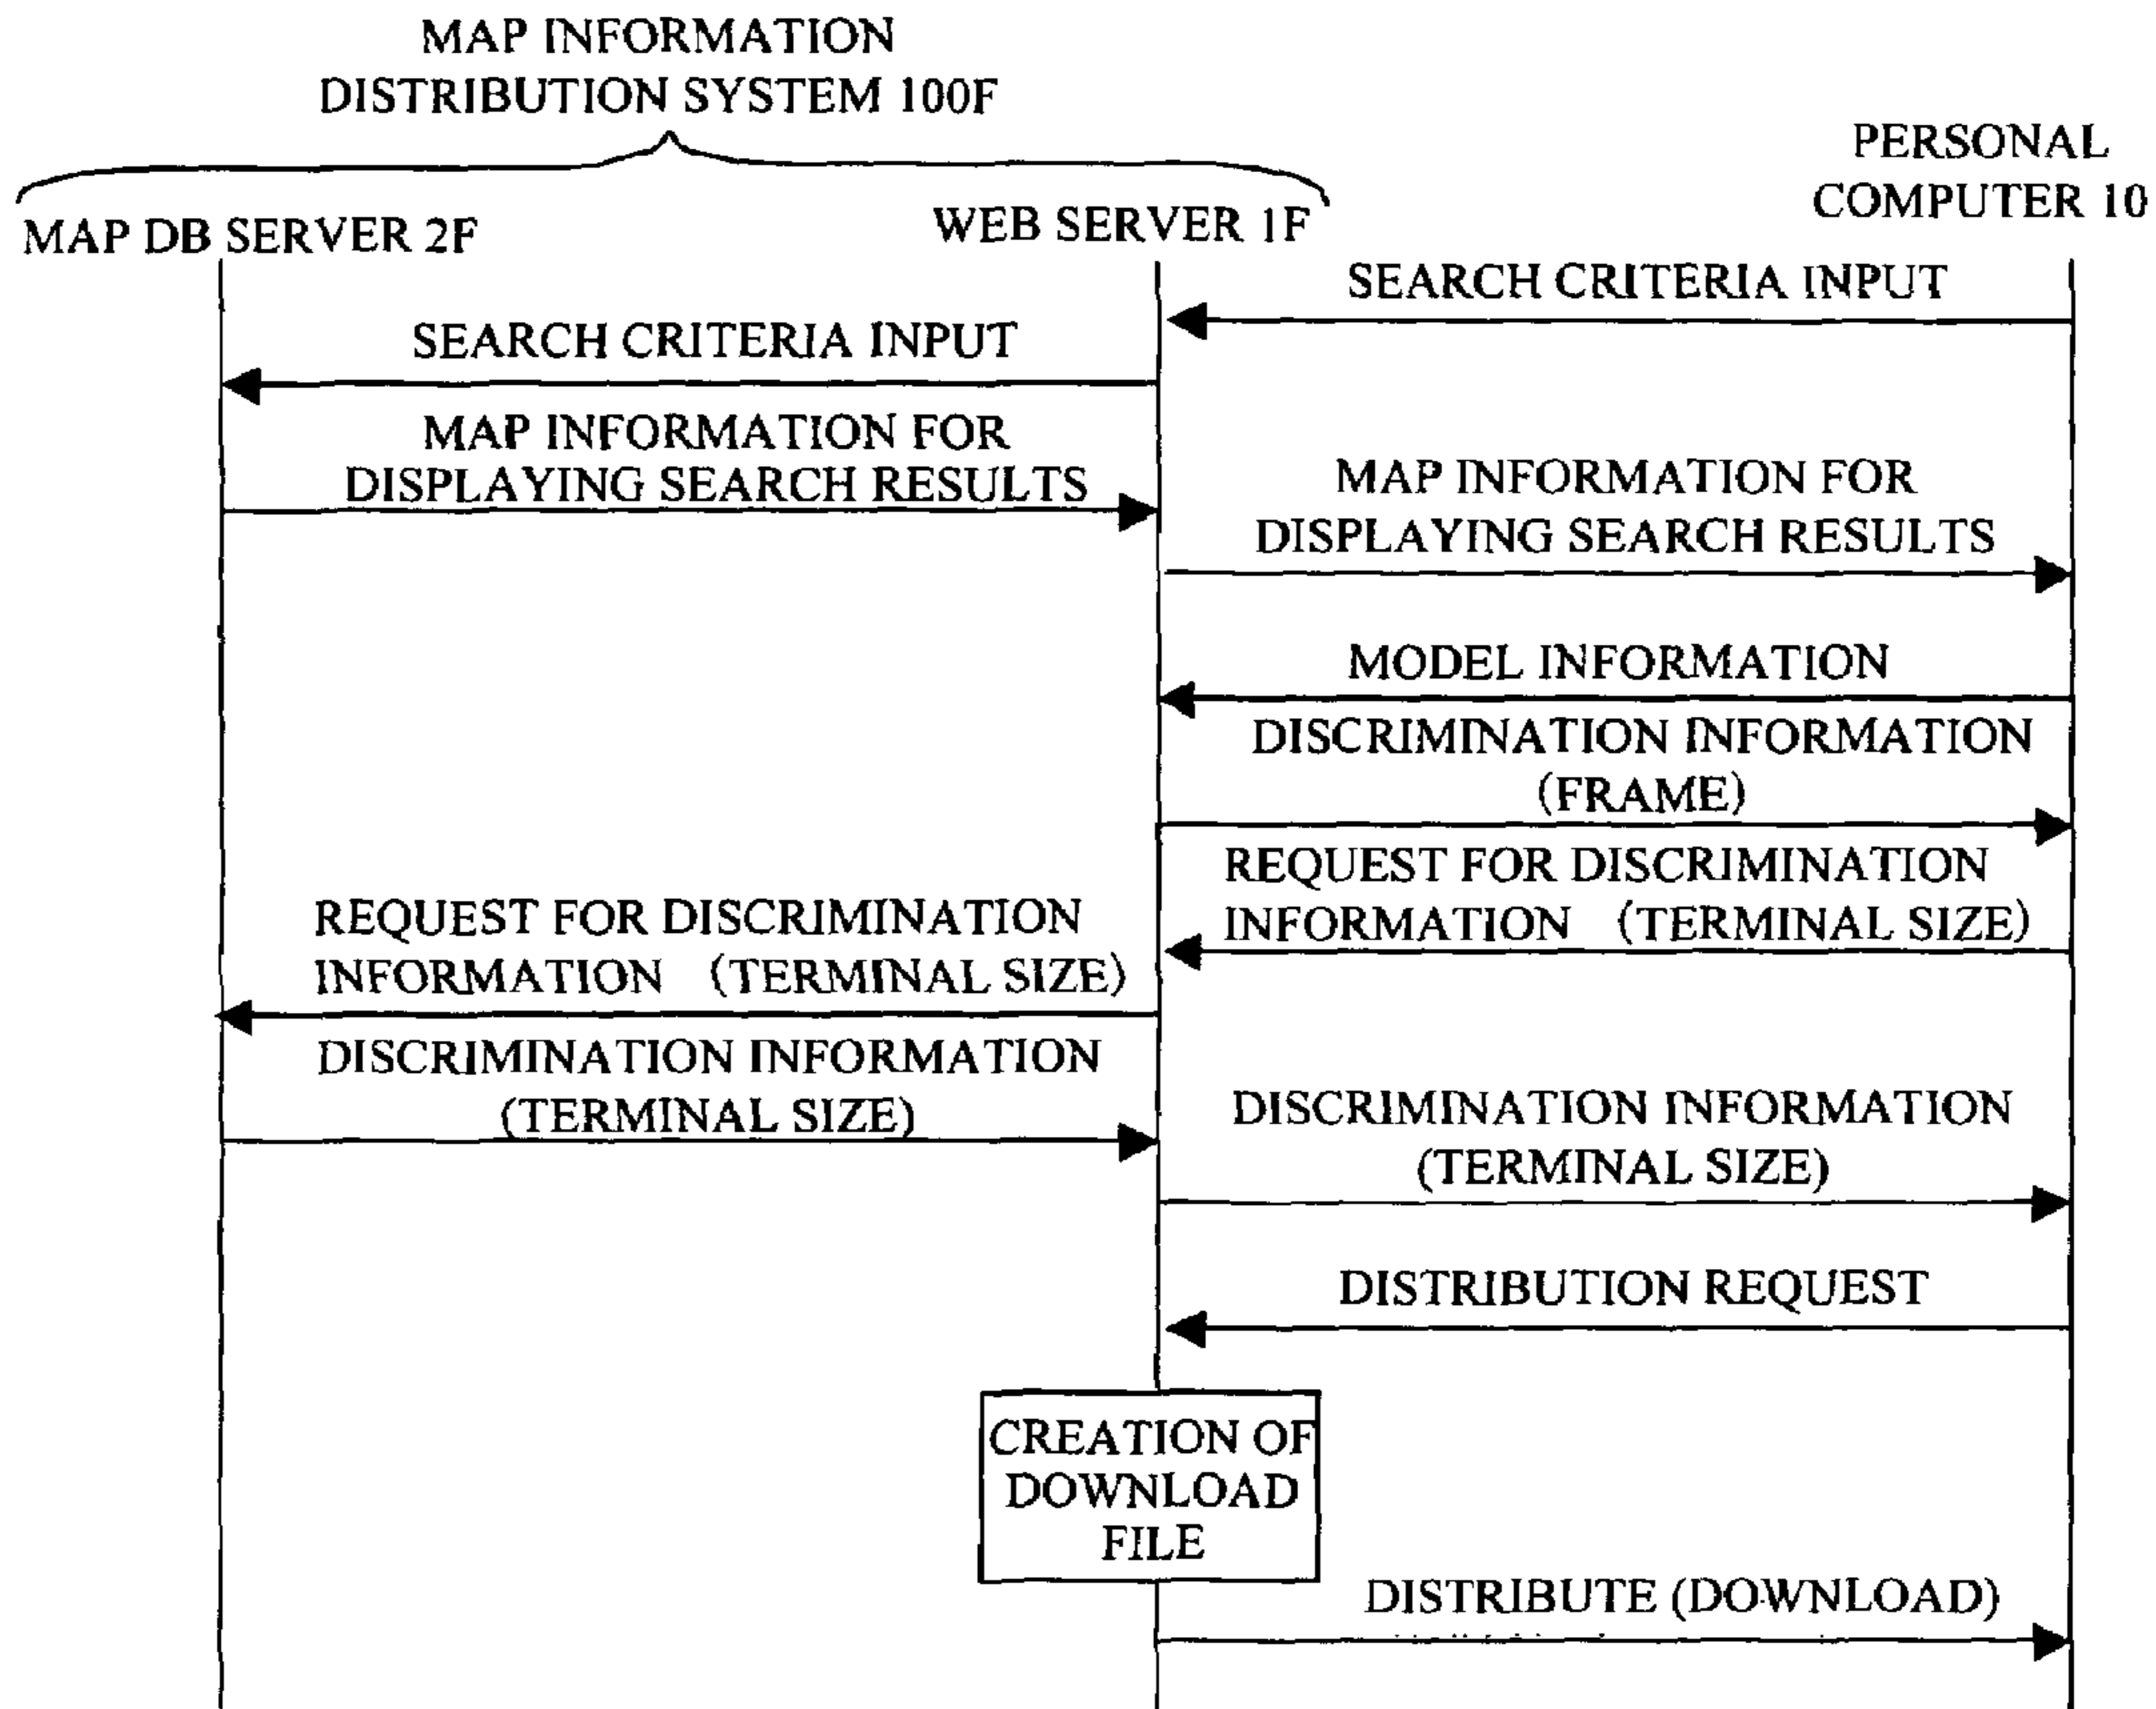 MAP INFORMATION
DISTRIBUTION SYSTEM 100F
PERSONAL
COMPUTER 10
MAP DB SERVER 2F
WEB SERVER 1F
SEARCH CRITERIA INPUT
SEARCH CRITERIA INPUT
MAP INFORMATION FOR
DISPLAYING SEARCH RESULTS
MAP INFORMATION FOR
DISPLAYING SEARCH RESULTS
MODEL INFORMATION
DISCRIMINATION INFORMATION
(FRAME)
REQUEST FOR DISCRIMINATION
INFORMATION (TERMINAL SIZE)
REQUEST FOR DISCRIMINATION
INFORMATION (TERMINAL SIZE)
DISCRIMINATION INFORMATION
(TERMINAL SIZE)
DISCRIMINATION INFORMATION
(TERMINAL SIZE)
DISTRIBUTION REQUEST
CREATION OF
DOWNLOAD
FILE
DISTRIBUTE (DOWNLOAD)